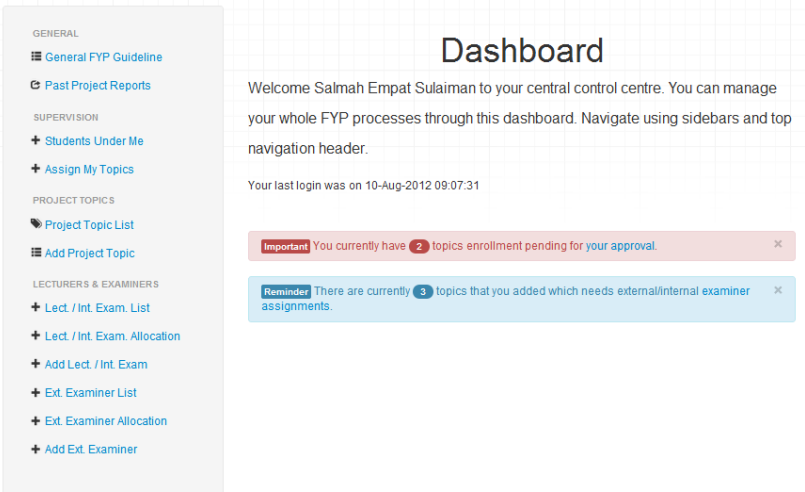 GENERAL
General FYP Guideline
Past Project Reports
SUPERVISION
Students Under Me
Assign My Topics
PROJECT TOPICS
Project Topic List
Add Project Topic
LECTURERS & EXAMINERS
Lect. / Int. Exam. List
Lect. / Int. Exam. Allocation
Add Lect. / Int. Exam
Ext. Examiner List
Ext. Examiner Allocation
Add Ext. Examiner
Dashboard
Welcome Salmah Empat Sulaiman to your central control centre. You can manage
your whole FYP processes through this dashboard. Navigate using sidebars and top
navigation header.
Your last login was on 10-Aug-2012 09:07:31
Important You currently have 2 topics enrollment pending for your approval. ×
Reminder There are currently 3 topics that you added which needs external/internal examiner ×
assignments.